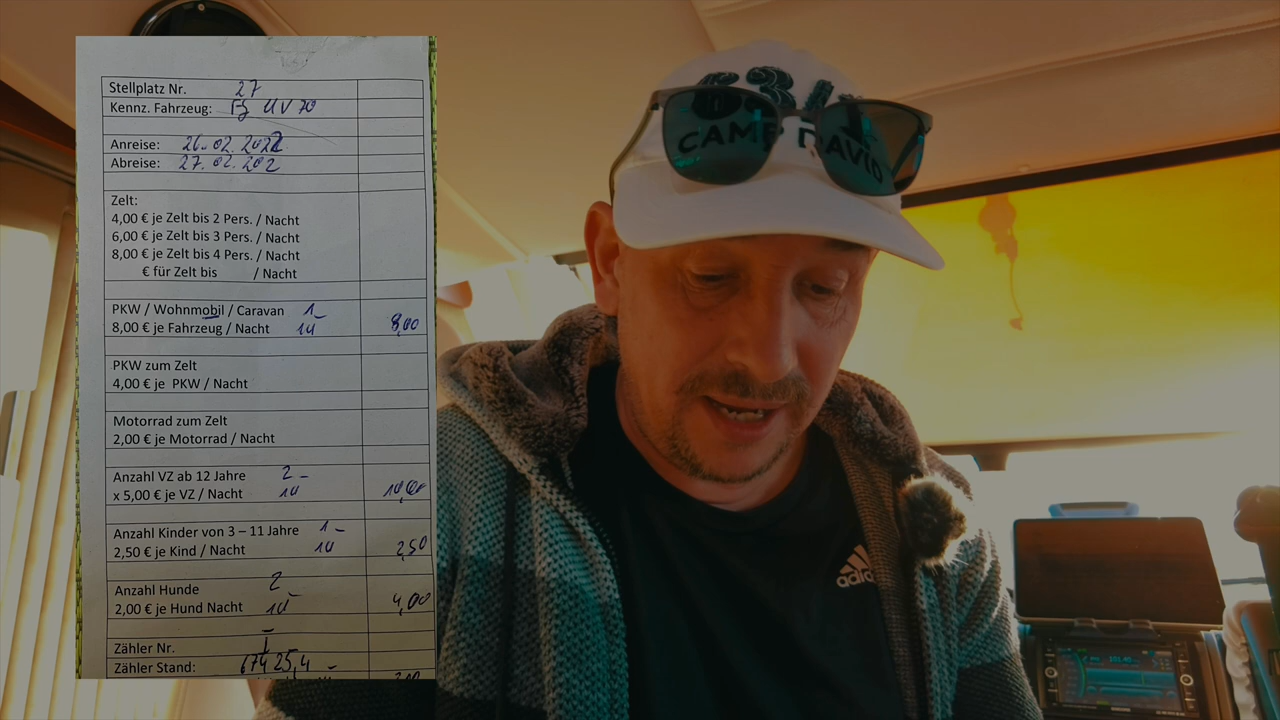 Stellplatz Nr. 27
Kennz. Fahrzeug: UV 70
Anreise: 26.02.2022
Abreise: 27.02.202
Zelt:
4,00 € je Zelt bis 2 Pers. / Nacht
6,00 € je Zelt bis 3 Pers. / Nacht
8,00 € je Zelt bis 4 Pers. / Nacht
€ für Zelt bis / Nacht
PKW / Wohnmobil / Caravan 1-
8,00 € je Fahrzeug / Nacht 8,00
PKW zum Zelt
4,00 € je PKW / Nacht
Motorrad zum Zelt
2,00 € je Motorrad / Nacht
Anzahl VZ ab 12 Jahre 2-
x 5,00 € je VZ / Nacht 10,00
Anzahl Kinder von 3 – 11 Jahre 1-
2,50 € je Kind / Nacht 2,50
Anzahl Hunde 2
2,00 € je Hund Nacht 4,00
Zähler Nr.
Zähler Stand: 67425,4 -
CAMP DAVID
adidas